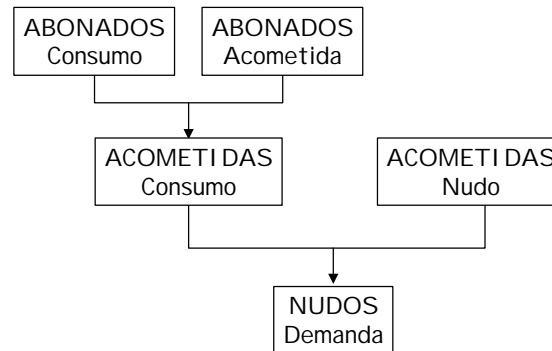 ABONADOS
Consumo
ABONADOS
Acometida
ACOMETIDAS
Consumo
ACOMETIDAS
Nudo
NUDOS
Demanda